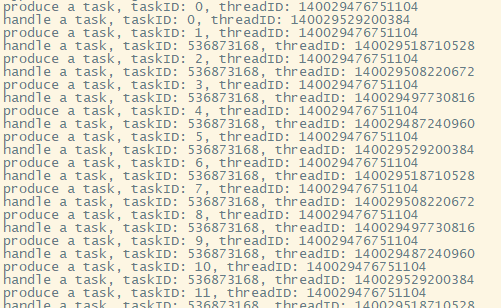 produce a task, taskID: 0, threadID: 140029476751104
handle a task, taskID: 0, threadID: 140029529200384
produce a task, taskID: 1, threadID: 140029476751104
handle a task, taskID: 536873168, threadID: 140029518710528
produce a task, taskID: 2, threadID: 140029476751104
handle a task, taskID: 536873168, threadID: 140029508220672
produce a task, taskID: 3, threadID: 140029476751104
handle a task, taskID: 536873168, threadID: 140029497730816
produce a task, taskID: 4, threadID: 140029476751104
handle a task, taskID: 536873168, threadID: 140029487240960
produce a task, taskID: 5, threadID: 140029476751104
handle a task, taskID: 536873168, threadID: 140029529200384
produce a task, taskID: 6, threadID: 140029476751104
handle a task, taskID: 536873168, threadID: 140029518710528
produce a task, taskID: 7, threadID: 140029476751104
handle a task, taskID: 536873168, threadID: 140029508220672
produce a task, taskID: 8, threadID: 140029476751104
handle a task, taskID: 536873168, threadID: 140029497730816
produce a task, taskID: 9, threadID: 140029476751104
handle a task, taskID: 536873168, threadID: 140029487240960
produce a task, taskID: 10, threadID: 140029476751104
handle a task, taskID: 536873168, threadID: 140029529200384
produce a task, taskID: 11, threadID: 140029476751104
handle a task, taskID: 536873168, threadID: 140029518710528